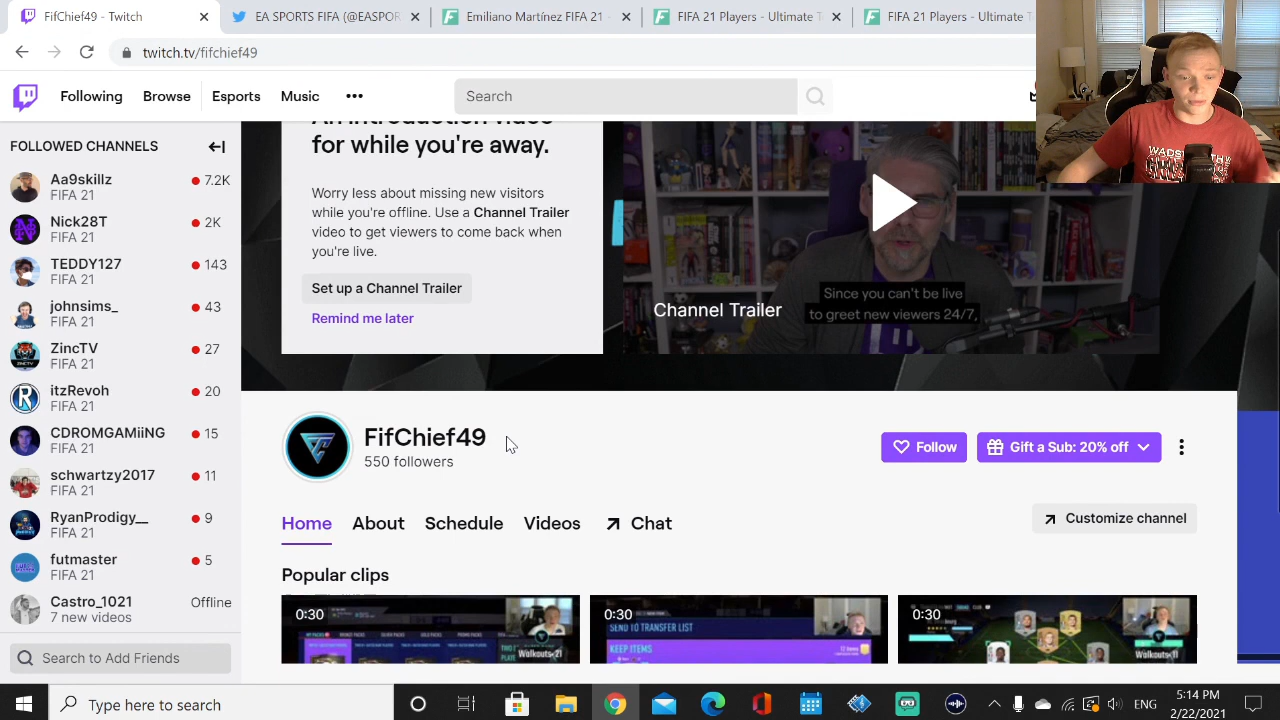 FifChief49 - Twitch
EA SPORTS FIFA (@EASPO
Emiliano Martínez FIFA 21 -
FIFA 21 Players - Ultimate T
FIFA 21 Players - Ultimate T
twitch.tv/fifchief49
Following
Browse
Esports
Music
Search
FOLLOWED CHANNELS
Aa9skillz
7.2K
FIFA 21
Nick28T
2K
FIFA 21
TEDDY127
143
FIFA 21
johnsims_
43
FIFA 21
ZincTV
27
FIFA 21
itzRevoh
20
FIFA 21
CDROMGAMiiNG
15
FIFA 21
schwartzy2017
11
FIFA 21
RyanProdigy__
9
FIFA 21
futmaster
5
FIFA 21
Castro_1021
Offline
7 new videos
Search to Add Friends
An introduction video
for while you're away.
Worry less about missing new visitors
while you're offline. Use a Channel Trailer
video to get viewers to come back when
you're live.
Set up a Channel Trailer
Remind me later
Channel Trailer
Since you can't be live
to greet new viewers 24/7,
FifChief49
550 followers
Follow
Gift a Sub: 20% off
Home
About
Schedule
Videos
Chat
Customize channel
Popular clips
0:30
Walkouts-21
0:30
SEND TO TRANSFER LIST
KEEP ITEMS
0:30
Walkouts-11
Type here to search
ENG
5:14 PM
2/22/2021